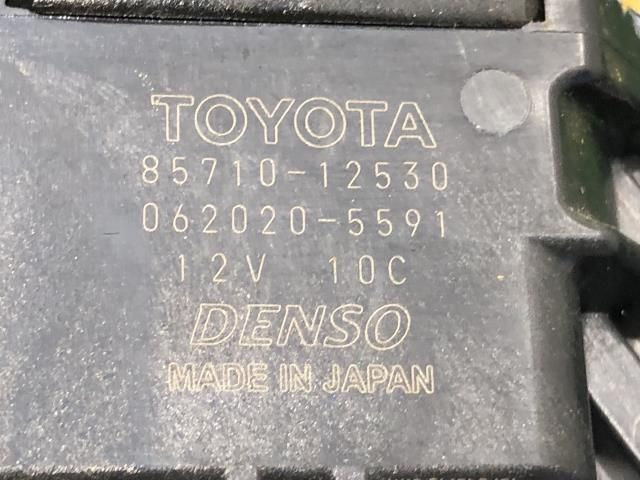 TOYOTA
85710-12530
062020-5591
12V 10C
DENSO
MADE IN JAPAN